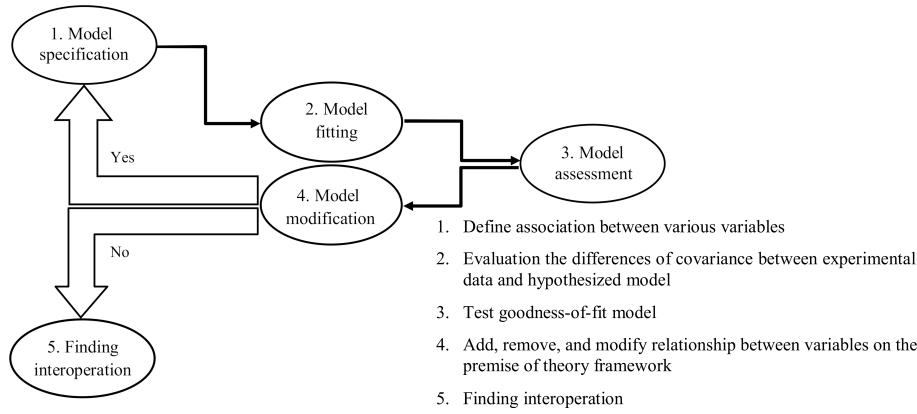 1. Model
specification
2. Model
fitting
3. Model
assessment
Yes
4. Model
modification
No
5. Finding
interoperation
1. Define association between various variables
2. Evaluation the differences of covariance between experimental
data and hypothesized model
3. Test goodness-of-fit model
4. Add, remove, and modify relationship between variables on the
premise of theory framework
5. Finding interoperation